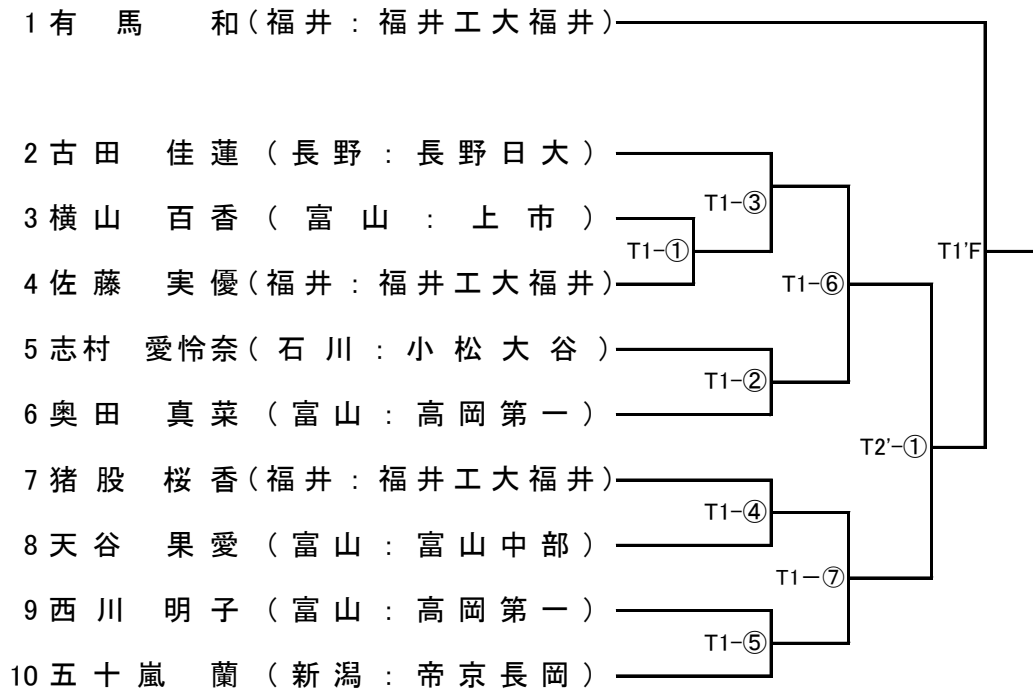 1 有馬 和(福井:福井工大福井)
2 古田 佳蓮(長野:長野日大)
3 横山 百香(富山:上市)
4 佐藤 実優(福井:福井工大福井)
5 志村 愛怜奈(石川:小松大谷)
6 奥田 真菜(富山:高岡第一)
7 猪股 桜香(福井:福井工大福井)
8 天谷 果愛(富山:富山中部)
9 西川 明子(富山:高岡第一)
10 五十嵐 蘭(新潟:帝京長岡)
T1-①
T1-③
T1-②
T1-④
T1-⑤
T1-⑥
T1-⑦
T2'-①
T1'F